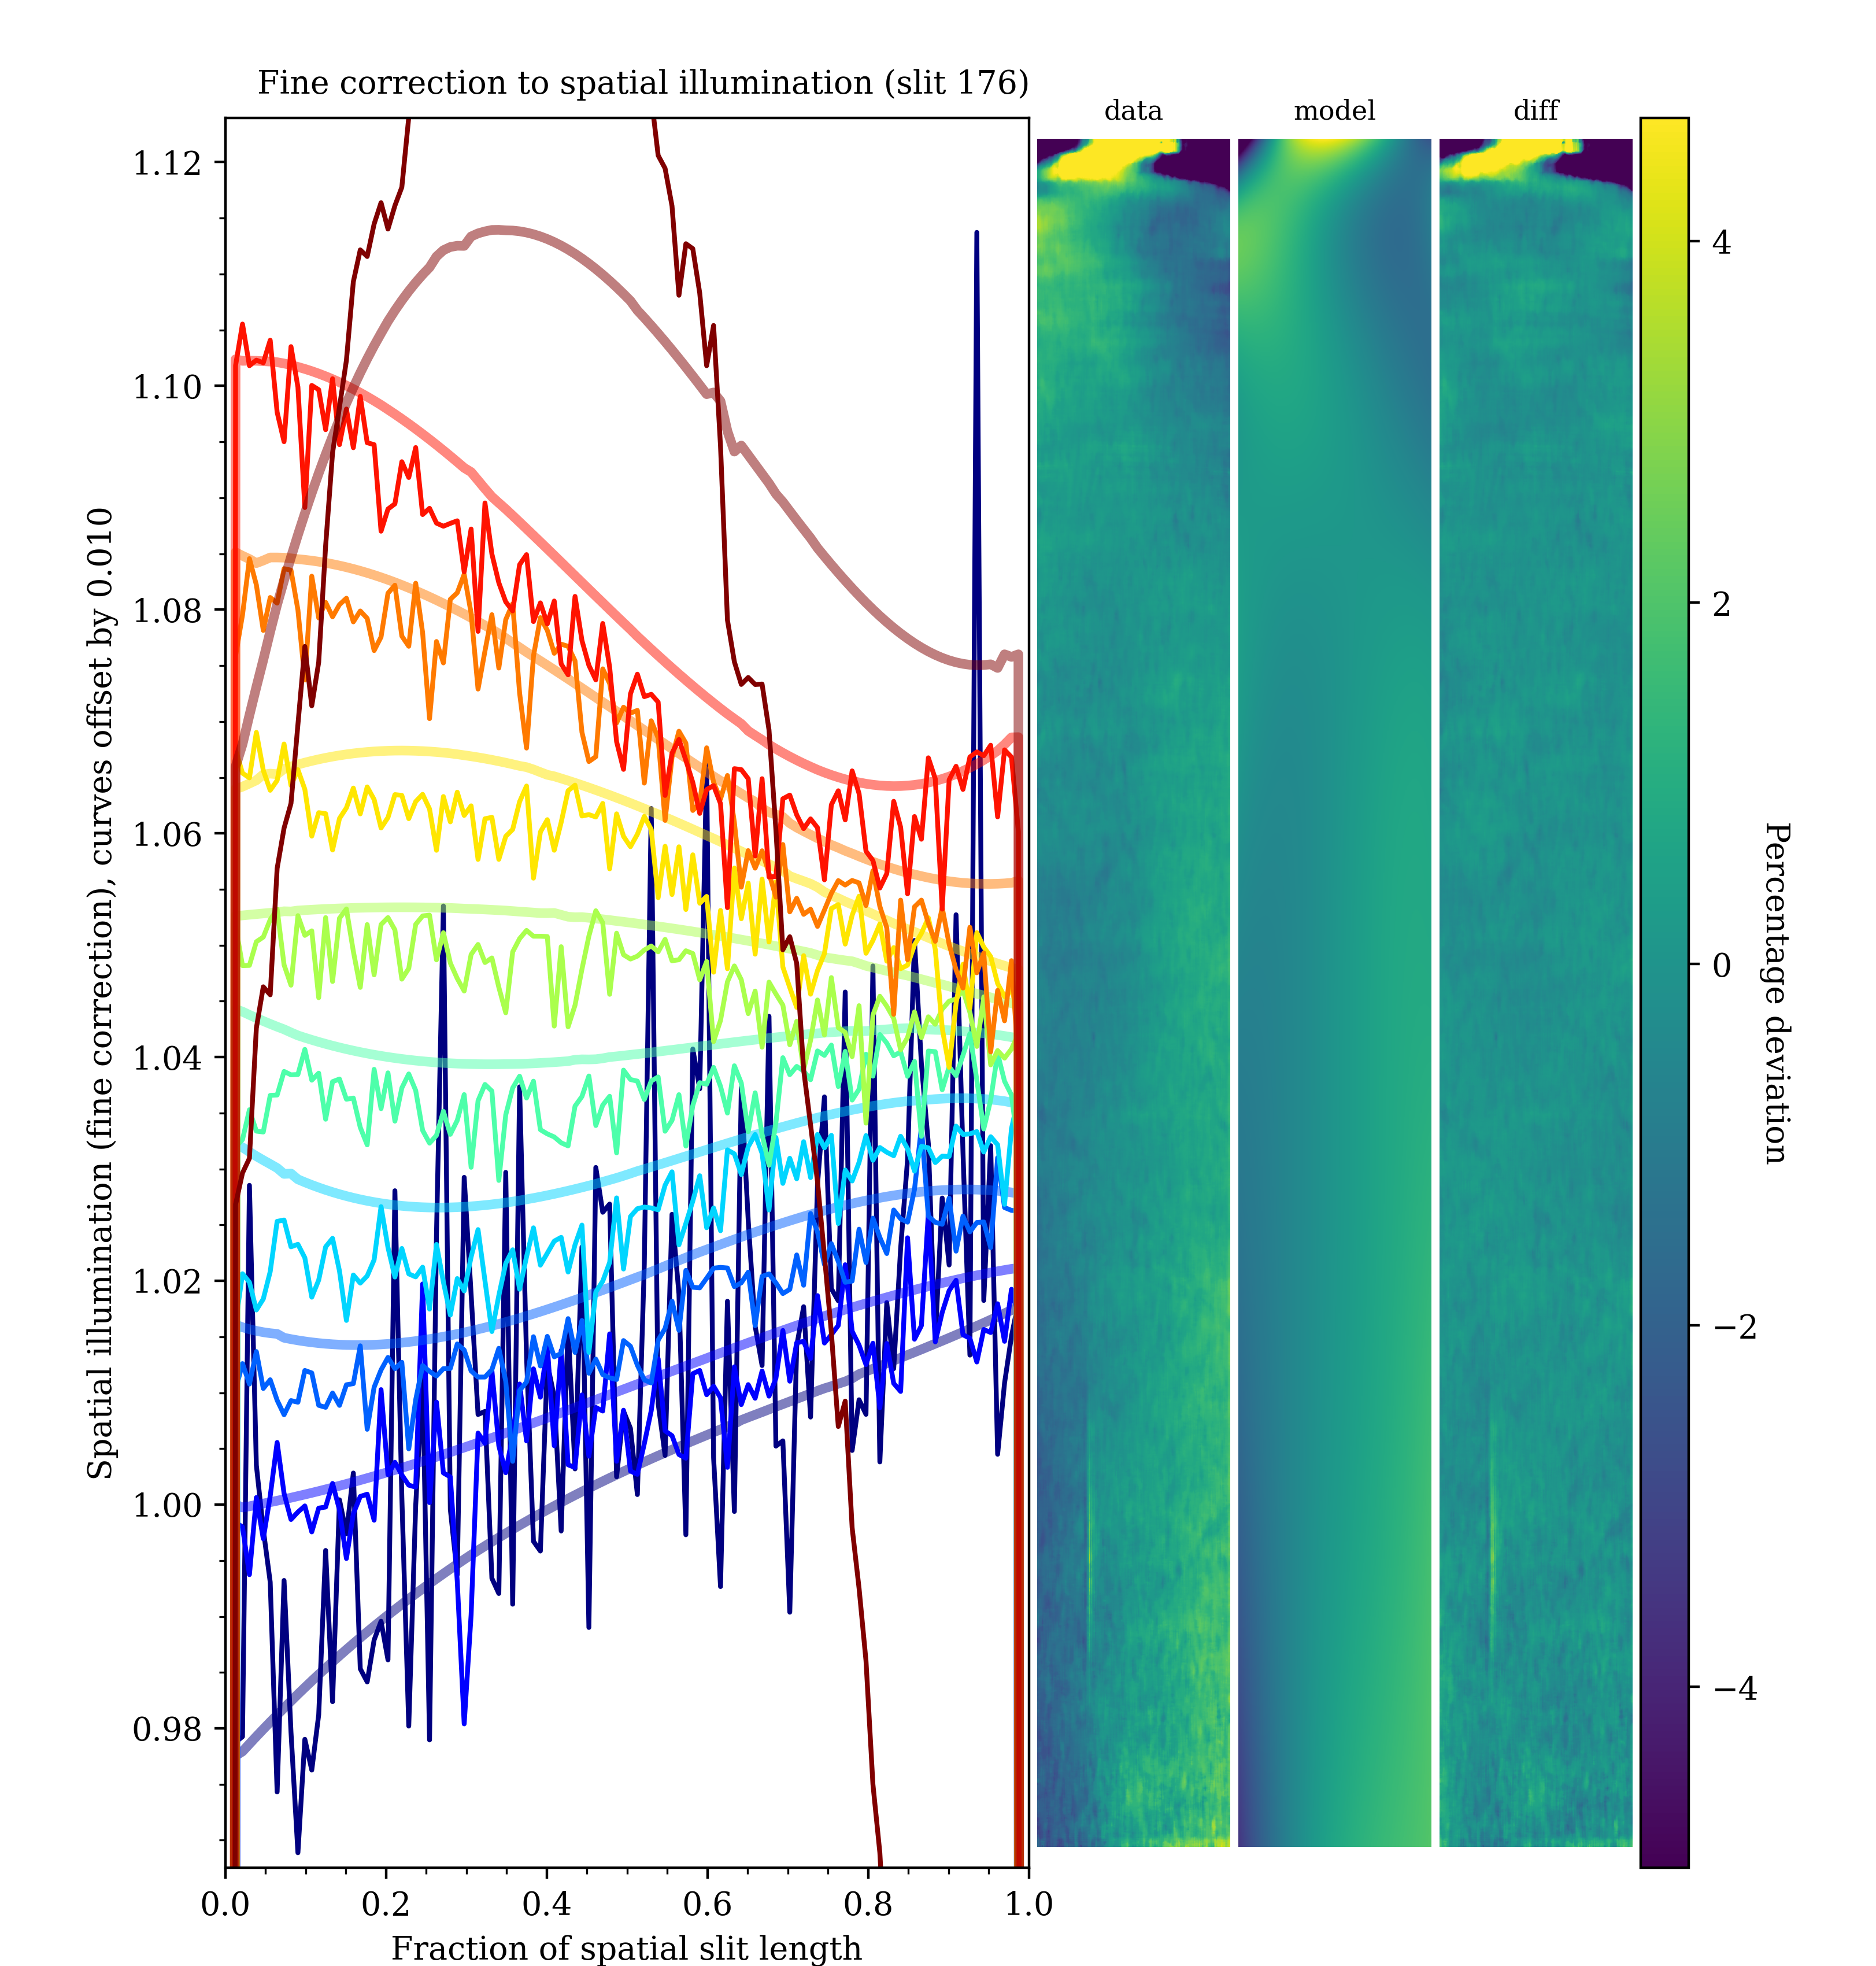 Fine correction to spatial illumination (slit 176)
data
model
diff
1.12
1.10
1.08
1.06
1.04
1.02
1.00
0.98
Spatial illumination (fine correction), curves offset by 0.010
0.0
0.2
0.4
0.6
0.8
1.0
Fraction of spatial slit length
4
2
0
−2
−4
Percentage deviation